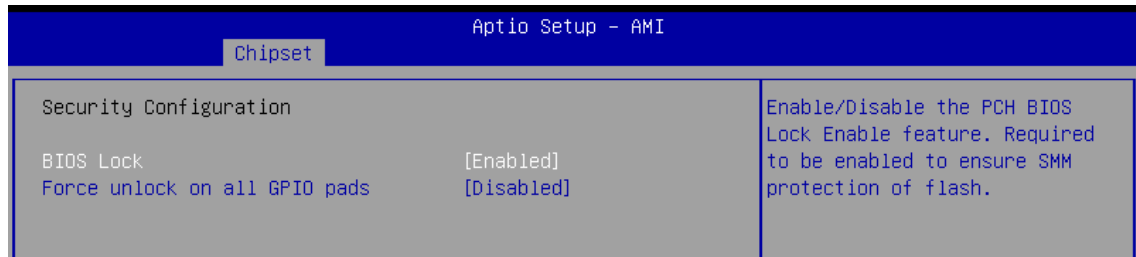 Aptio Setup – AMI
Chipset
Security Configuration
BIOS Lock [Enabled]
Force unlock on all GPIO pads [Disabled]
Enable/Disable the PCH BIOS
Lock Enable feature. Required
to be enabled to ensure SMM
protection of flash.